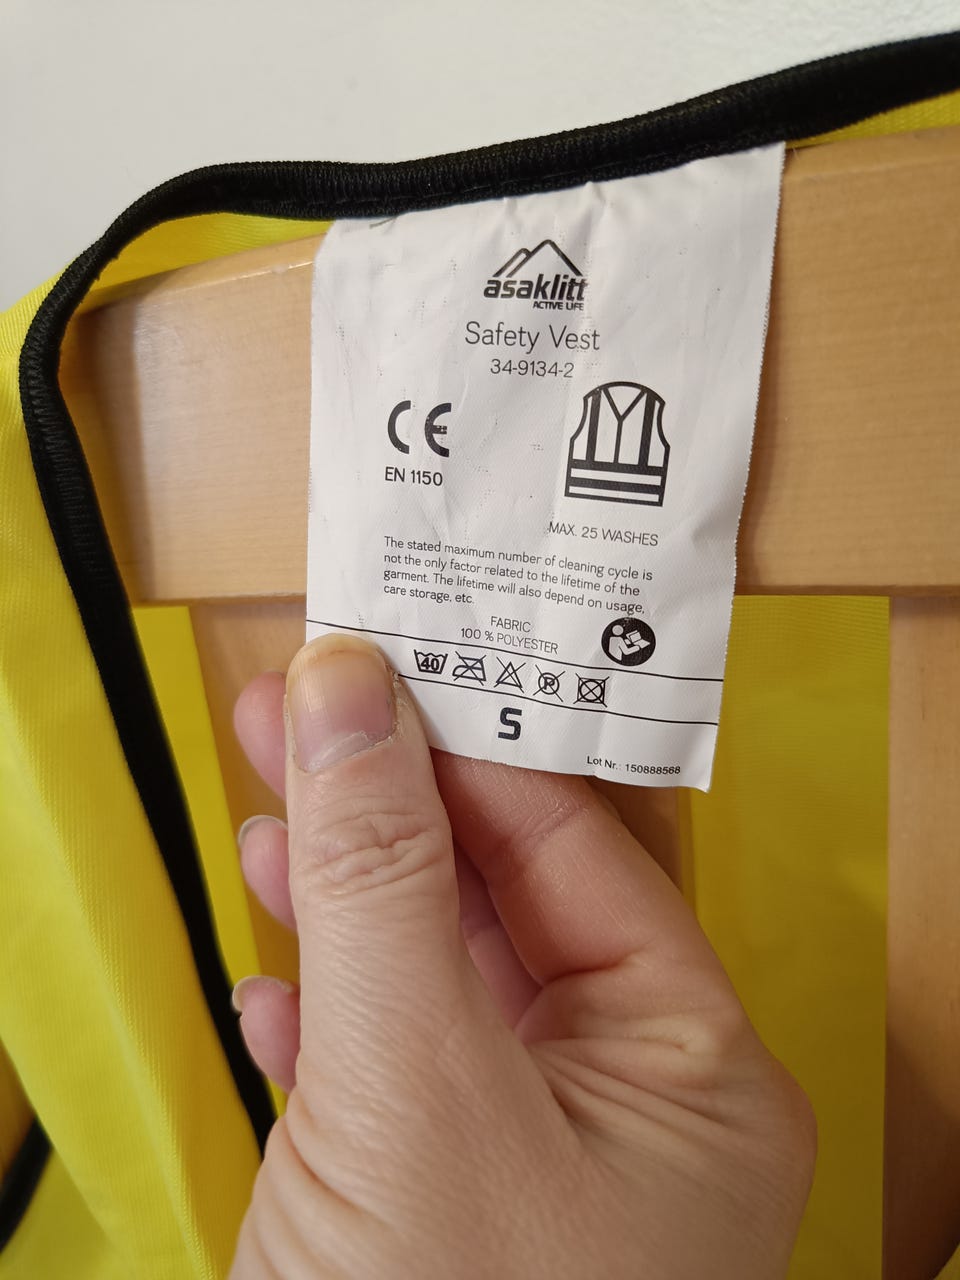 asaklitt
ACTIVE LIFE
Safety Vest
34-9134-2
CE
EN 1150
MAX. 25 WASHES
The stated maximum number of cleaning cycle is
not the only factor related to the lifetime of the
garment. The lifetime will also depend on usage,
care storage, etc.
FABRIC
100 % POLYESTER
40
P
S
Lot Nr.: 150888568